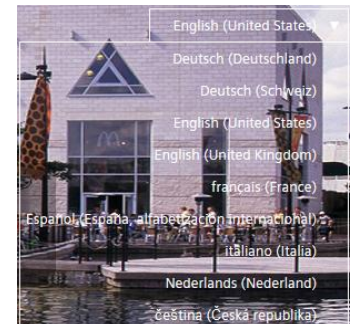 English (United States) ▼
Deutsch (Deutschland)
Deutsch (Schweiz)
English (United States)
English (United Kingdom)
français (France)
Español (España, alfabetización internacional)
italiano (Italia)
Nederlands (Nederland)
čeština (Česká republika)